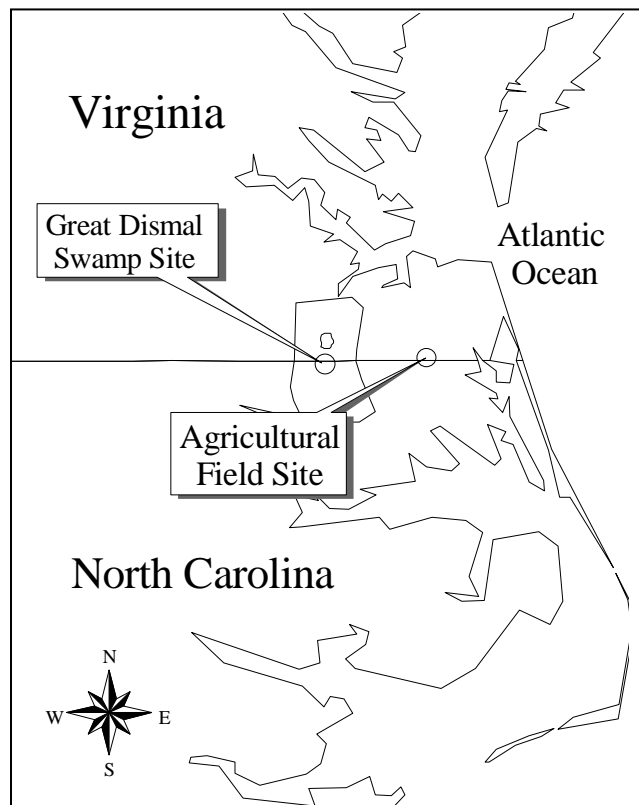 Virginia
Great Dismal
Swamp Site
Atlantic
Ocean
Agricultural
Field Site
North Carolina
N
W
E
S